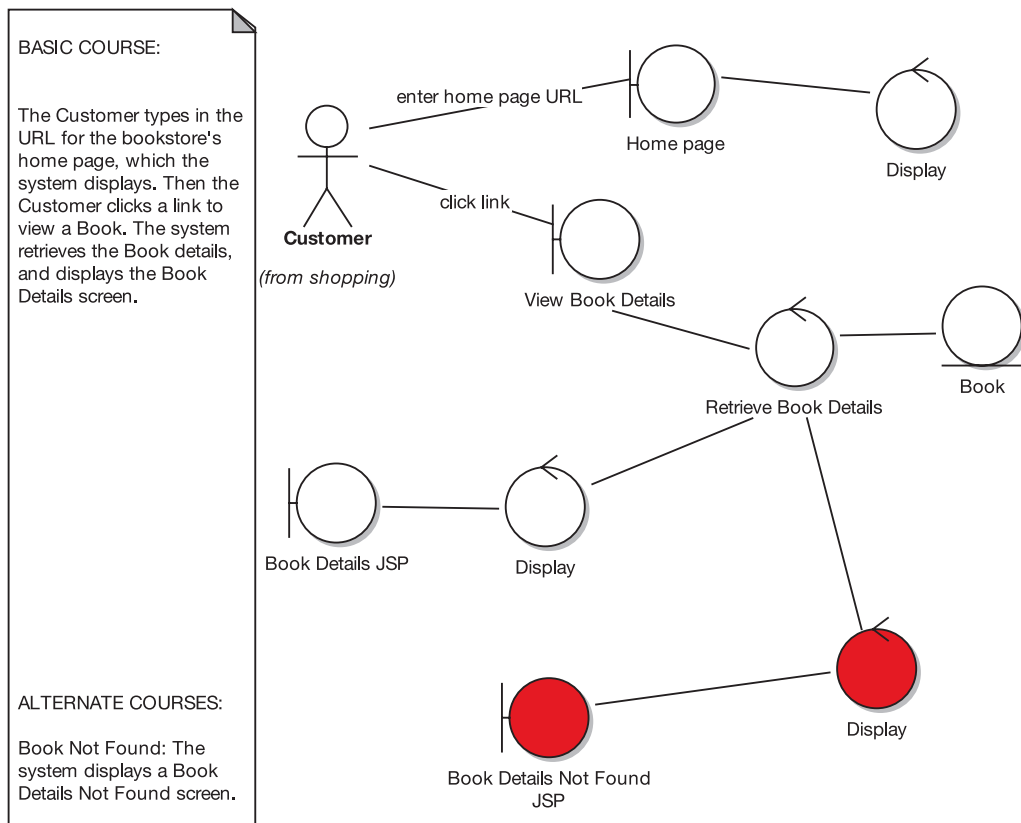 BASIC COURSE:
The Customer types in the
URL for the bookstore's
home page, which the
system displays. Then the
Customer clicks a link to
view a Book. The system
retrieves the Book details,
and displays the Book
Details screen.
ALTERNATE COURSES:
Book Not Found: The
system displays a Book
Details Not Found screen.
enter home page URL
Home page
Display
click link
Customer
(from shopping)
View Book Details
Book
Retrieve Book Details
Book Details JSP
Display
Display
Book Details Not Found
JSP